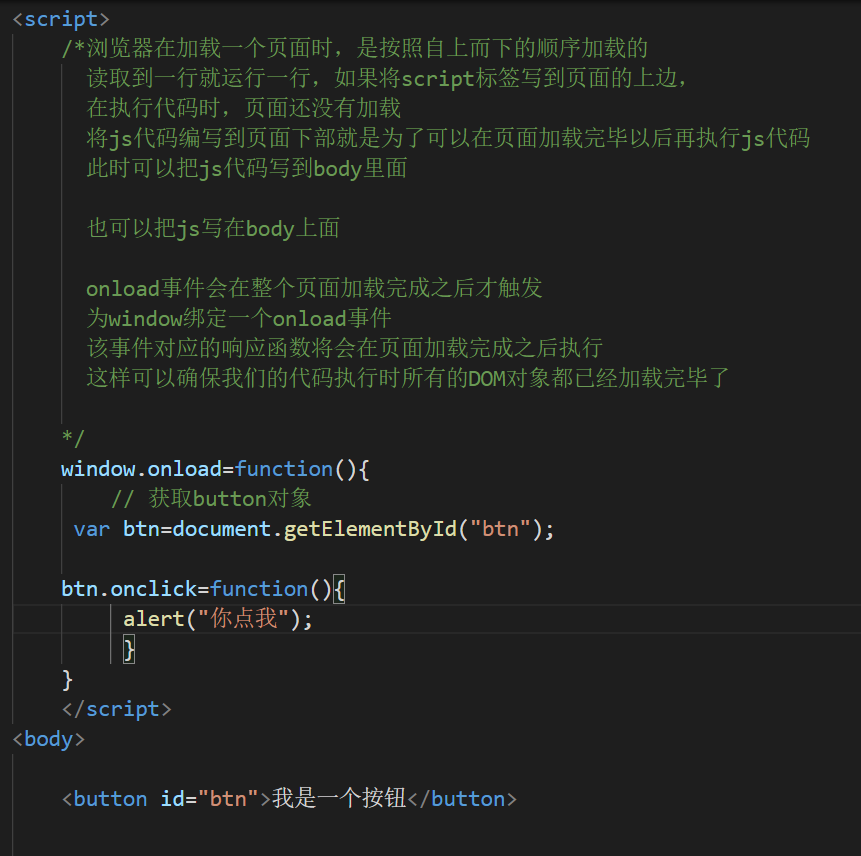 <script>
/*浏览器在加载一个页面时，是按照自上而下的顺序加载的
读取到一行就运行一行，如果将script标签写到页面的上边，
在执行代码时，页面还没有加载
将js代码编写到页面下部就是为了可以在页面加载完毕以后再执行js代码
此时可以把js代码写到body里面
也可以把js写在body上面
onload事件会在整个页面加载完成之后才触发
为window绑定一个onload事件
该事件对应的响应函数将会在页面加载完成之后执行
这样可以确保我们的代码执行时所有的DOM对象都已经加载完毕了
*/
window.onload=function(){
// 获取button对象
var btn=document.getElementById("btn");
btn.onclick=function(){
alert("你点我");
}
}
</script>
<body>
<button id="btn">我是一个按钮</button>